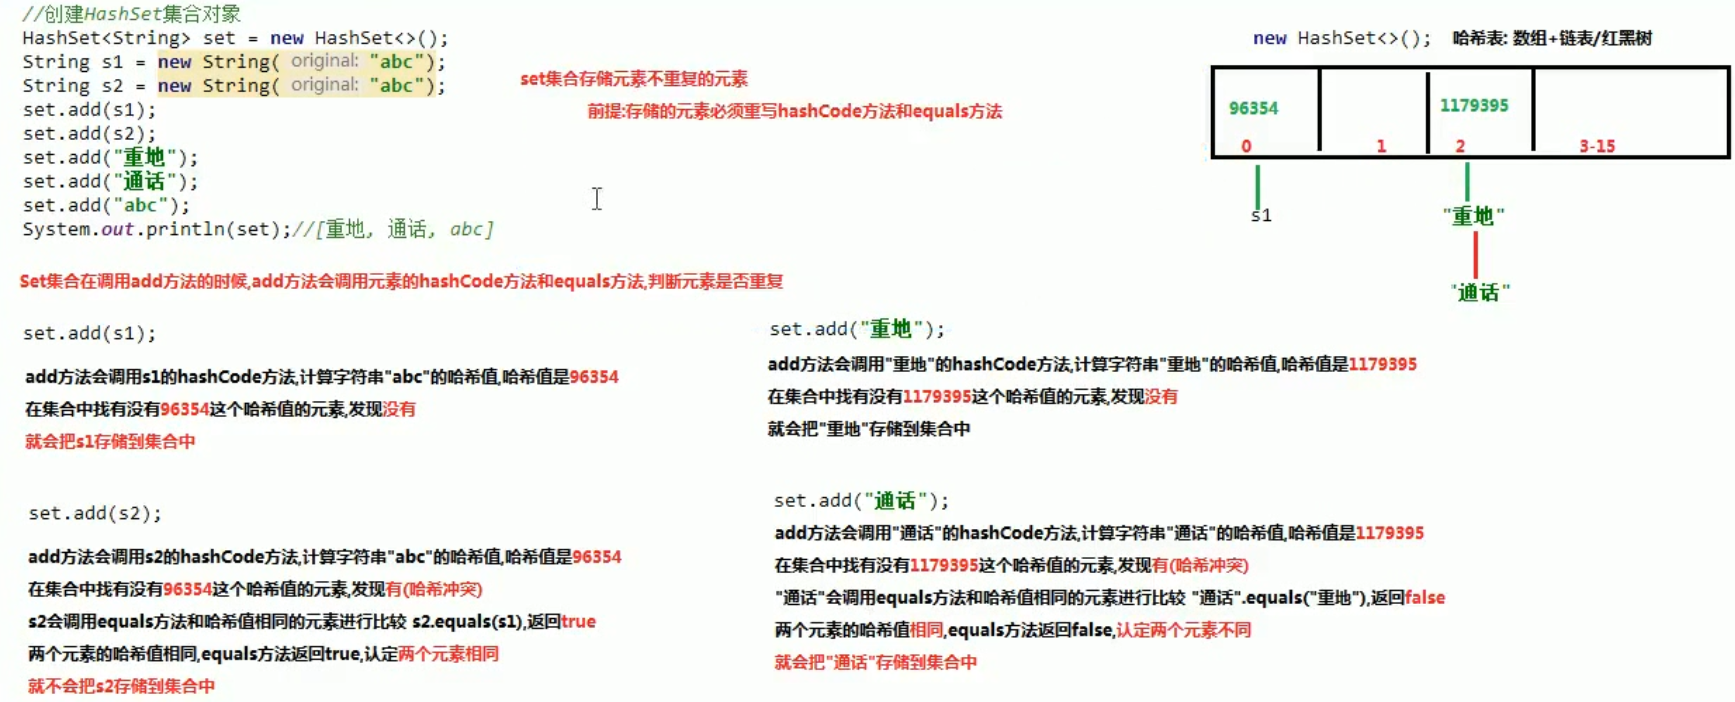 //创建HashSet集合对象
HashSet<String> set = new HashSet<>();
String s1 = new String( original: "abc");
String s2 = new String( original: "abc");
set.add(s1);
set.add(s2);
set.add("重地");
set.add("通话");
set.add("abc");
System.out.println(set);//[重地, 通话, abc]
set集合存储元素不重复的元素
前提:存储的元素必须重写hashCode方法和equals方法
new HashSet<>(); 哈希表: 数组+链表/红黑树
96354 1179395
0 1 2 3-15
s1 "重地"
"通话"
Set集合在调用add方法的时候,add方法会调用元素的hashCode方法和equals方法,判断元素是否重复
set.add(s1);
add方法会调用s1的hashCode方法,计算字符串"abc"的哈希值,哈希值是96354
在集合中找有没有96354这个哈希值的元素,发现没有
就会把s1存储到集合中
set.add(s2);
add方法会调用s2的hashCode方法,计算字符串"abc"的哈希值,哈希值是96354
在集合中找有没有96354这个哈希值的元素,发现有(哈希冲突)
s2会调用equals方法和哈希值相同的元素进行比较 s2.equals(s1),返回true
两个元素的哈希值相同,equals方法返回true,认定两个元素相同
就不会把s2存储到集合中
set.add("重地");
add方法会调用"重地"的hashCode方法,计算字符串"重地"的哈希值,哈希值是1179395
在集合中找有没有1179395这个哈希值的元素,发现没有
就会把"重地"存储到集合中
set.add("通话");
add方法会调用"通话"的hashCode方法,计算字符串"通话"的哈希值,哈希值是1179395
在集合中找有没有1179395这个哈希值的元素,发现有(哈希冲突)
"通话"会调用equals方法和哈希值相同的元素进行比较 "通话".equals("重地"),返回false
两个元素的哈希值相同,equals方法返回false,认定两个元素不同
就会把"通话"存储到集合中